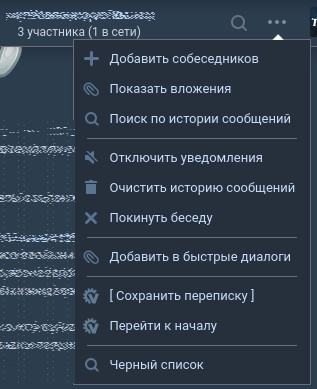 3 участника (1 в сети)
Добавить собеседников
Показать вложения
Поиск по истории сообщений
Отключить уведомления
Очистить историю сообщений
Покинуть беседу
Добавить в быстрые диалоги
[ Сохранить переписку ]
Перейти к началу
Черный список